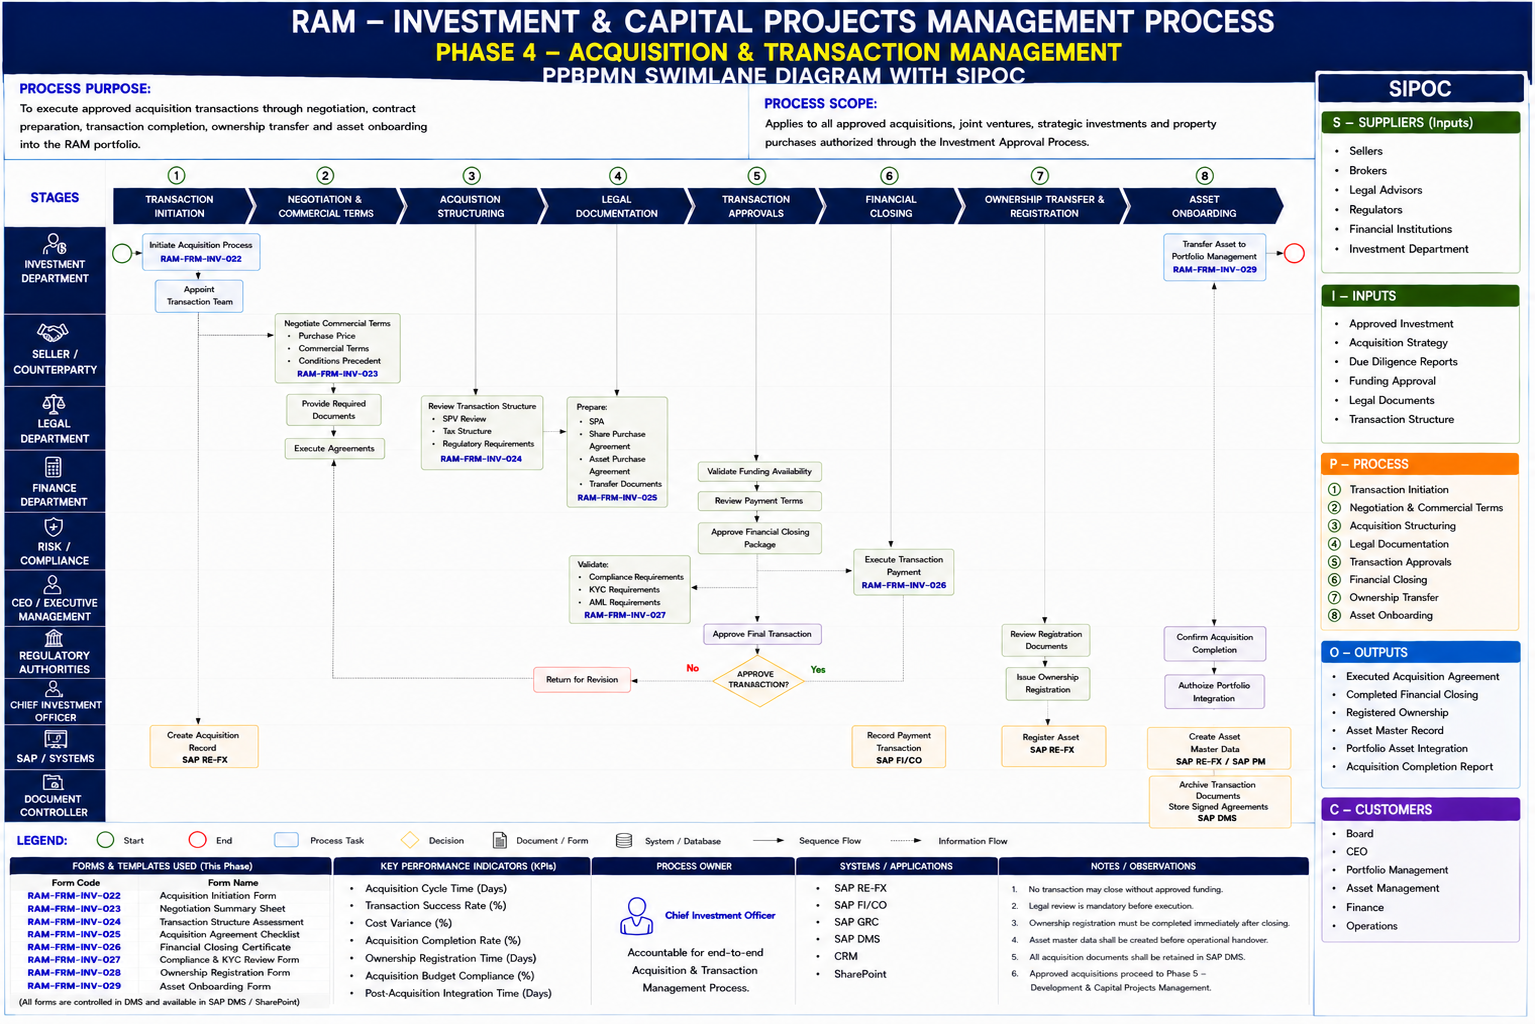 RAM – INVESTMENT & CAPITAL PROJECTS MANAGEMENT PROCESS
PHASE 4 – ACQUISITION & TRANSACTION MANAGEMENT
PPBPMN SWIMLANE DIAGRAM WITH SIPOC
PROCESS PURPOSE:
To execute approved acquisition transactions through negotiation, contract
preparation, transaction completion, ownership transfer and asset onboarding
into the RAM portfolio.
PROCESS SCOPE:
Applies to all approved acquisitions, joint ventures, strategic investments and property
purchases authorized through the Investment Approval Process.
STAGES
1
TRANSACTION
INITIATION
2
NEGOTIATION &
COMMERCIAL TERMS
3
ACQUISITION
STRUCTURING
4
LEGAL
DOCUMENTATION
5
TRANSACTION
APPROVALS
6
FINANCIAL
CLOSING
7
OWNERSHIP TRANSFER &
REGISTRATION
8
ASSET
ONBOARDING
INVESTMENT
DEPARTMENT
Initiate Acquisition Process
RAM-FRM-INV-022
Appoint
Transaction Team
Transfer Asset to
Portfolio Management
RAM-FRM-INV-029
SELLER /
COUNTERPARTY
Negotiate Commercial Terms
• Purchase Price
• Commercial Terms
• Conditions Precedent
RAM-FRM-INV-023
LEGAL
DEPARTMENT
Provide Required
Documents
Execute Agreements
Review Transaction Structure
• SPV Review
• Tax Structure
• Regulatory Requirements
RAM-FRM-INV-024
Prepare:
• SPA
• Share Purchase
Agreement
• Asset Purchase
Agreement
• Transfer Documents
RAM-FRM-INV-025
FINANCE
DEPARTMENT
Validate Funding Availability
Review Payment Terms
Approve Financial Closing
Package
RISK /
COMPLIANCE
Validate:
• Compliance Requirements
• KYC Requirements
• AML Requirements
RAM-FRM-INV-027
Execute Transaction
Payment
RAM-FRM-INV-026
CEO / EXECUTIVE
MANAGEMENT
Approve Final Transaction
REGULATORY
AUTHORITIES
Review Registration
Documents
Issue Ownership
Registration
Confirm Acquisition
Completion
Authoize Portfolio
Integration
APPROVE
TRANSACTION?
No
Yes
Return for Revision
CHIEF INVESTMENT
OFFICER
SAP / SYSTEMS
Create Acquisition
Record
SAP RE-FX
Record Payment
Transaction
SAP FI/CO
Register Asset
SAP RE-FX
Create Asset
Master Data
SAP RE-FX / SAP PM
DOCUMENT
CONTROLLER
Archive Transaction
Documents
Store Signed Agreements
SAP DMS
LEGEND:
Start
End
Process Task
Decision
Document / Form
System / Database
Sequence Flow
Information Flow
FORMS & TEMPLATES USED (This Phase)
Form Code Form Name
RAM-FRM-INV-022 Acquisition Initiation Form
RAM-FRM-INV-023 Negotiation Summary Sheet
RAM-FRM-INV-024 Transaction Structure Assessment
RAM-FRM-INV-025 Acquisition Agreement Checklist
RAM-FRM-INV-026 Financial Closing Certificate
RAM-FRM-INV-027 Compliance & KYC Review Form
RAM-FRM-INV-028 Ownership Registration Form
RAM-FRM-INV-029 Asset Onboarding Form
(All forms are controlled in DMS and available in SAP DMS / SharePoint)
KEY PERFORMANCE INDICATORS (KPIs)
• Acquisition Cycle Time (Days)
• Transaction Success Rate (%)
• Cost Variance (%)
• Acquisition Completion Rate (%)
• Ownership Registration Time (Days)
• Acquisition Budget Compliance (%)
• Post-Acquisition Integration Time (Days)
PROCESS OWNER
Chief Investment Officer
Accountable for end-to-end
Acquisition & Transaction
Management Process.
SYSTEMS / APPLICATIONS
• SAP RE-FX
• SAP FI/CO
• SAP GRC
• SAP DMS
• CRM
• SharePoint
NOTES / OBSERVATIONS
1. No transaction may close without approved funding.
2. Legal review is mandatory before execution.
3. Ownership registration must be completed immediately after closing.
4. Asset master data shall be created before operational handover.
5. All acquisition documents shall be retained in SAP DMS.
6. Approved acquisitions proceed to Phase 5 –
Development & Capital Projects Management.
SIPOC
S – SUPPLIERS (Inputs)
• Sellers
• Brokers
• Legal Advisors
• Regulators
• Financial Institutions
• Investment Department
I – INPUTS
• Approved Investment
• Acquisition Strategy
• Due Diligence Reports
• Funding Approval
• Legal Documents
• Transaction Structure
P – PROCESS
1 Transaction Initiation
2 Negotiation & Commercial Terms
3 Acquisition Structuring
4 Legal Documentation
5 Transaction Approvals
6 Financial Closing
7 Ownership Transfer
8 Asset Onboarding
O – OUTPUTS
• Executed Acquisition Agreement
• Completed Financial Closing
• Registered Ownership
• Asset Master Record
• Portfolio Asset Integration
• Acquisition Completion Report
C – CUSTOMERS
• Board
• CEO
• Portfolio Management
• Asset Management
• Finance
• Operations